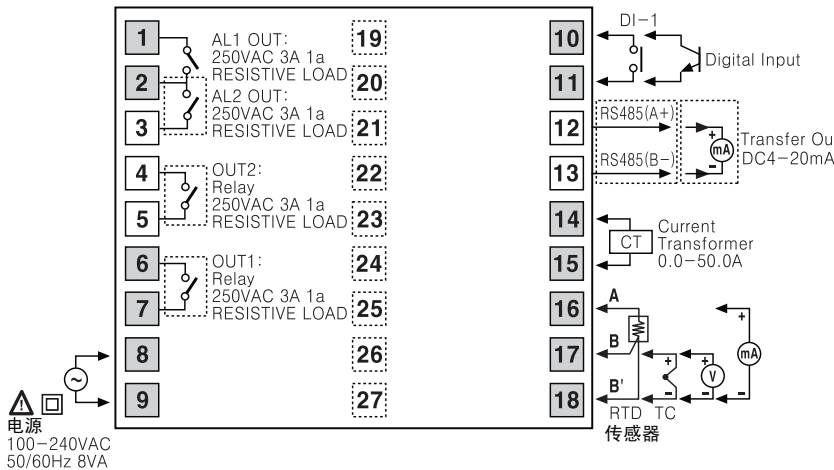 1
2
3
4
5
6
7
8
9
AL1 OUT:
250VAC 3A 1a
RESISTIVE LOAD
AL2 OUT:
250VAC 3A 1a
RESISTIVE LOAD
OUT2:
Relay
250VAC 3A 1a
RESISTIVE LOAD
OUT1:
Relay
250VAC 3A 1a
RESISTIVE LOAD
19
20
21
22
23
24
25
26
27
10
11
12
13
14
15
16
17
18
DI-1
Digital Input
RS485(A+)
RS485(B-)
+
mA
-
Transfer Ou
DC4-20mA
CT
Current
Transformer
0.0-50.0A
A
B
B'
RTD
TC
传感器
+
-
+
V
-
+
mA
-
~
!
电源
100-240VAC
50/60Hz 8VA